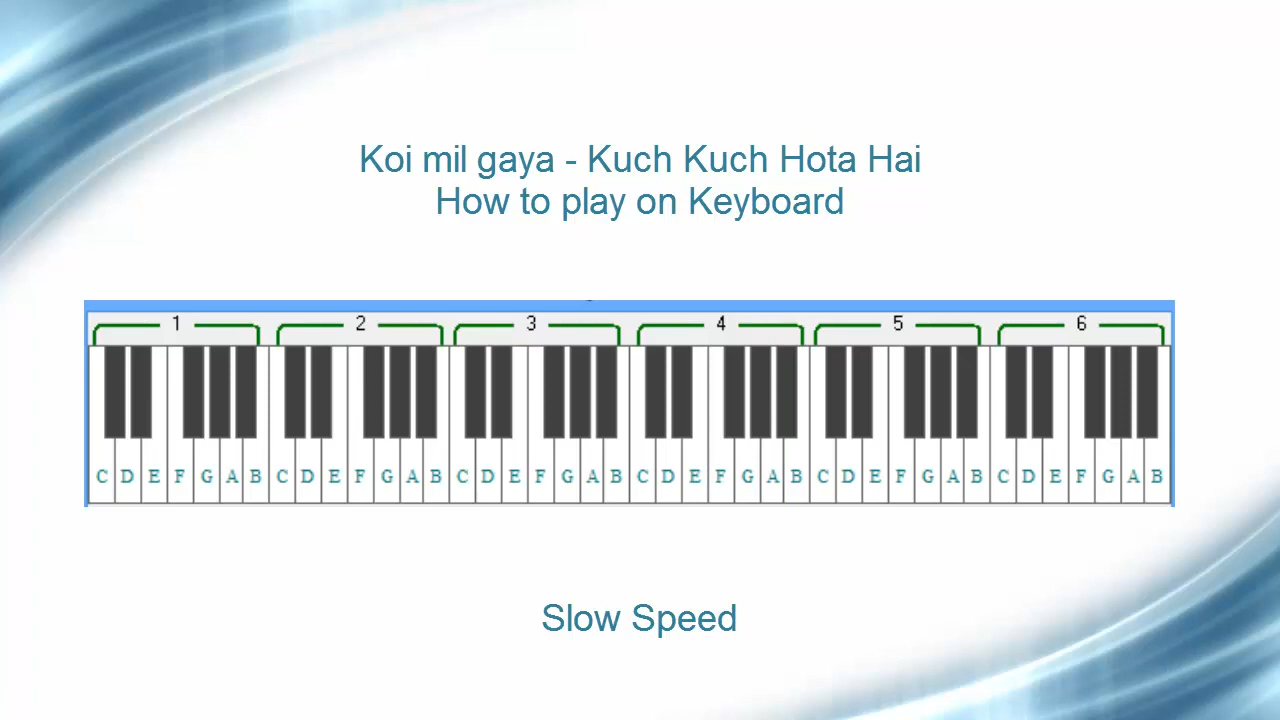 Koi mil gaya - Kuch Kuch Hota Hai
How to play on Keyboard
1 2 3 4 5 6
C D E F G A B C D E F G A B C D E F G A B C D E F G A B C D E F G A B C D E F G A B
Slow Speed